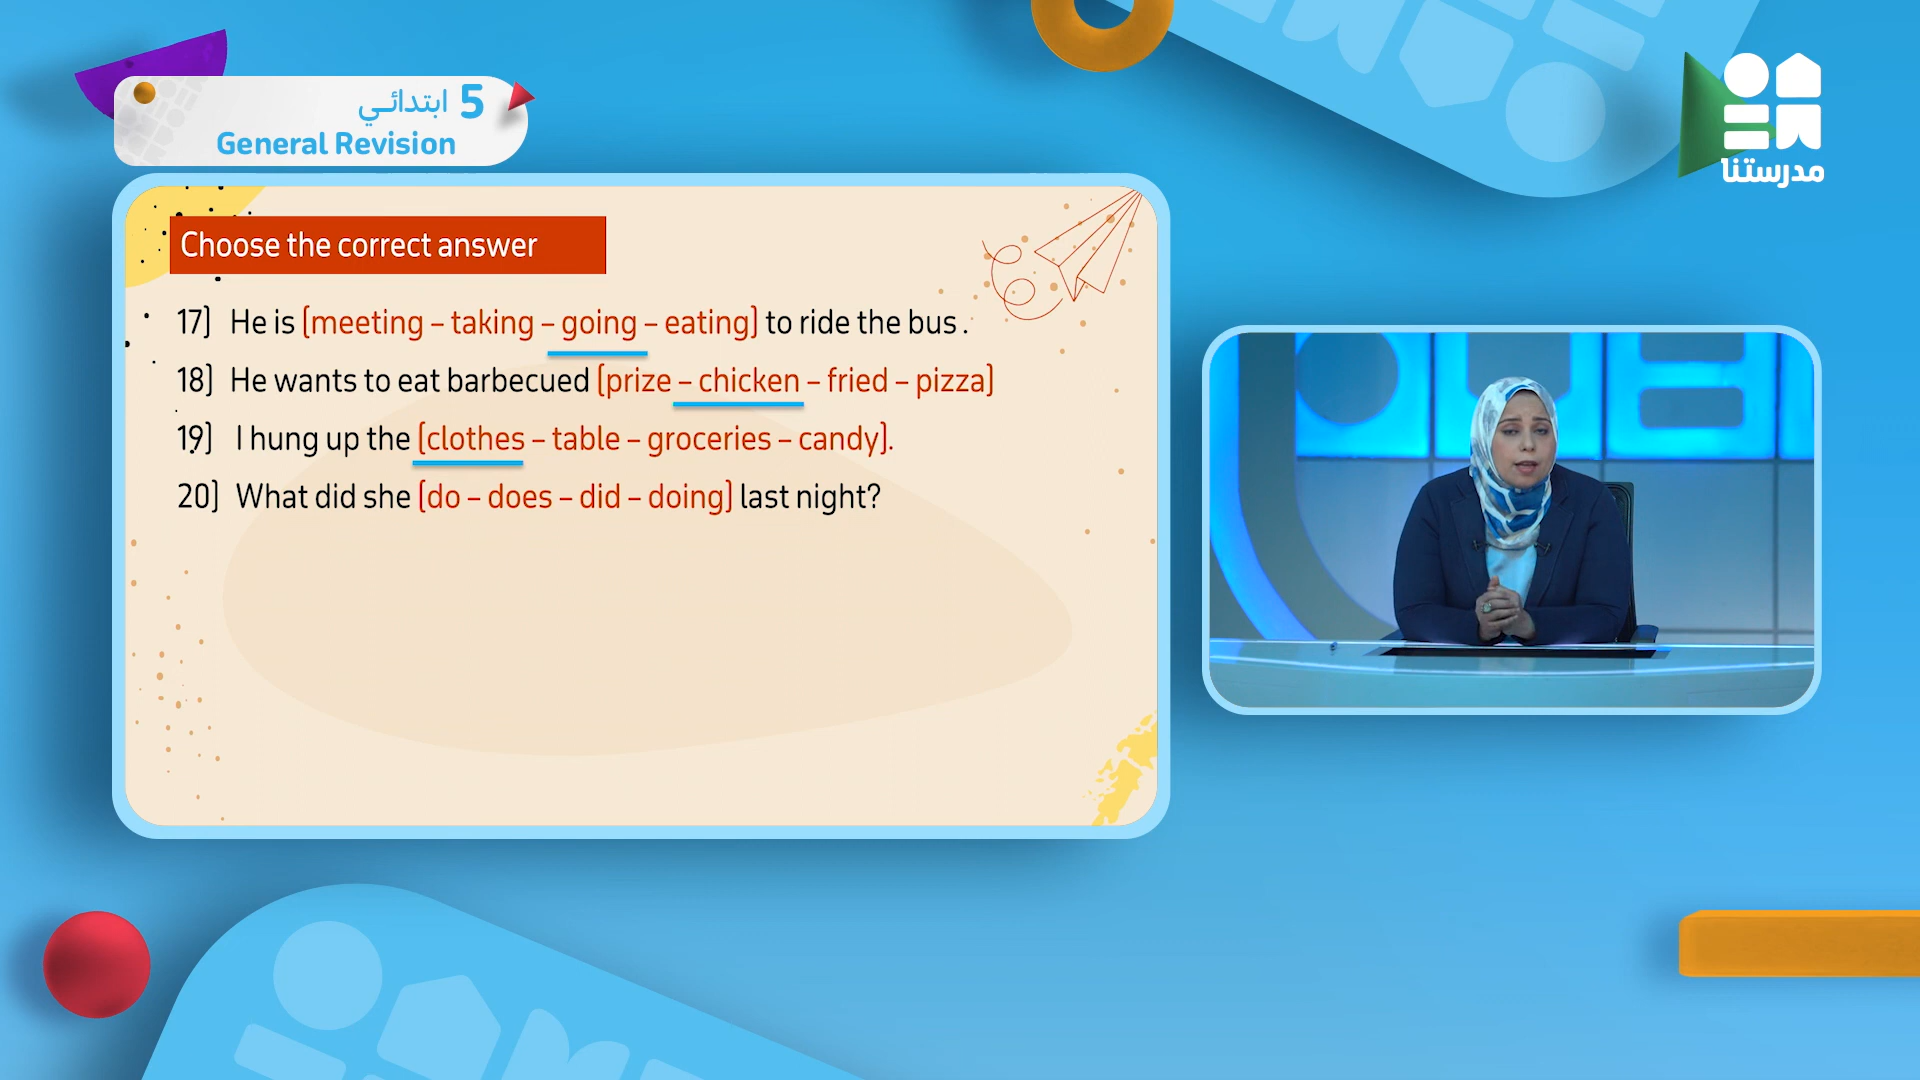 5 ابتدائي
General Revision
مدرستنا
Choose the correct answer
17) He is (meeting – taking – going – eating) to ride the bus .
18) He wants to eat barbecued (prize – chicken – fried – pizza)
19) I hung up the (clothes – table – groceries – candy).
20) What did she (do – does – did – doing) last night?